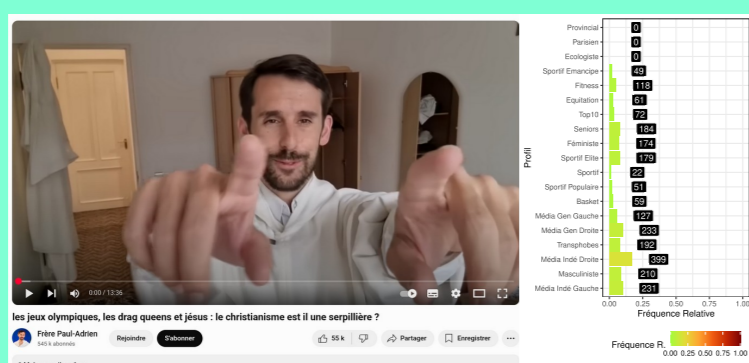 0:00 / 13:36
les jeux olympiques, les drag queens et jésus : le christianisme est il une serpillière ?
Frère Paul-Adrien
545 k abonnés
Rejoindre
S'abonner
55 k
Partager
Enregistrer
...
Profil
Provincial 0
Parisien 0
Ecologiste 0
Sportif Emancipe 49
Fitness 118
Equitation 61
Top10 72
Seniors 184
Féministe 174
Sportif Elite 179
Sportif 22
Sportif Populaire 51
Basket 59
Média Gen Gauche 127
Média Gen Droite 233
Transphobes 192
Média Indé Droite 399
Masculiniste 210
Média Indé Gauche 231
0.00 0.25 0.50 0.75 1.00
Fréquence Relative
Fréquence R.
0.00 0.25 0.50 0.75 1.00